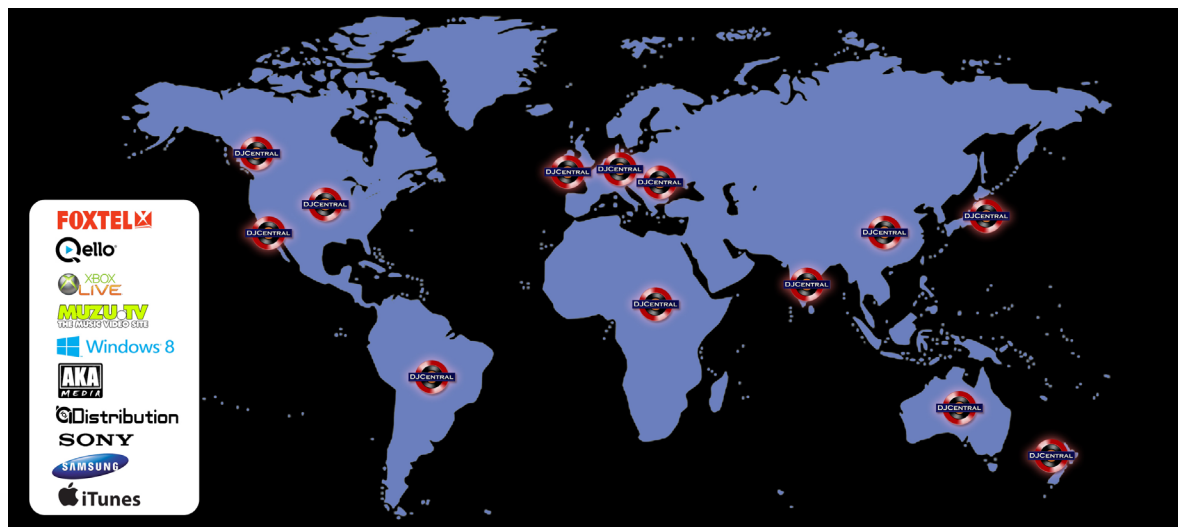 DJCENTRAL
DJCENTRAL
DJCENTRAL
DJCENTRAL
DJCENTRAL
DJCENTRAL
DJCENTRAL
DJCENTRAL
DJCENTRAL
DJCENTRAL
DJCENTRAL
DJCENTRAL
DJCENTRAL
FOXTEL
Qello
XBOX
LIVE
MUZU.TV
THE MUSIC VIDEO SITE
Windows 8
AKA
MEDIA
Distribution
SONY
SAMSUNG
iTunes